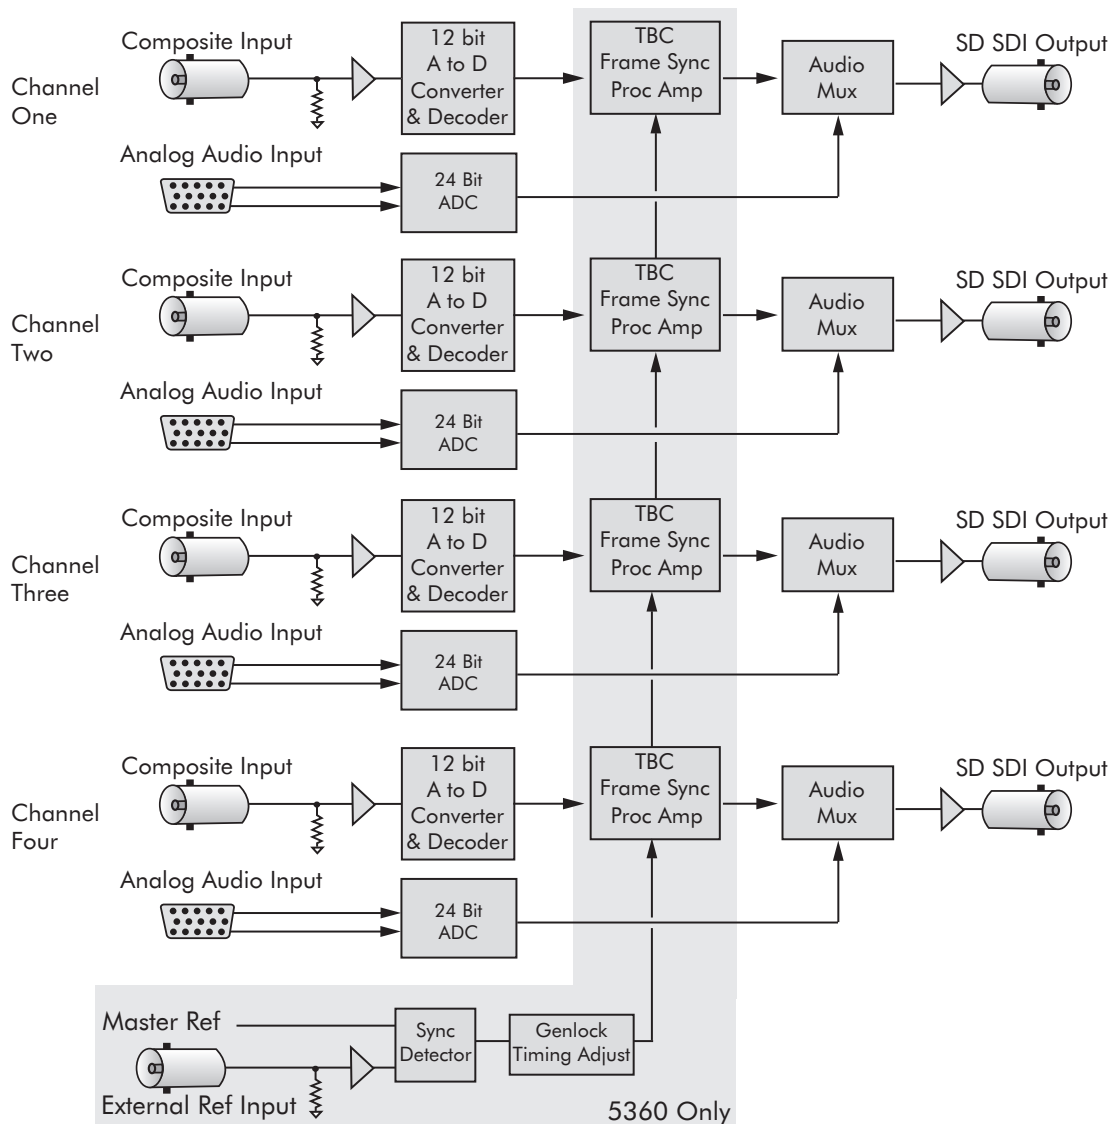 Composite Input
12 bit
A to D
Converter
& Decoder
TBC
Frame Sync
Proc Amp
Audio
Mux
SD SDI Output
Channel
One
Analog Audio Input
24 Bit
ADC
Composite Input
12 bit
A to D
Converter
& Decoder
TBC
Frame Sync
Proc Amp
Audio
Mux
SD SDI Output
Channel
Two
Analog Audio Input
24 Bit
ADC
Composite Input
12 bit
A to D
Converter
& Decoder
TBC
Frame Sync
Proc Amp
Audio
Mux
SD SDI Output
Channel
Three
Analog Audio Input
24 Bit
ADC
Composite Input
12 bit
A to D
Converter
& Decoder
TBC
Frame Sync
Proc Amp
Audio
Mux
SD SDI Output
Channel
Four
Analog Audio Input
24 Bit
ADC
Master Ref
Sync
Detector
Genlock
Timing Adjust
External Ref Input
5360 Only